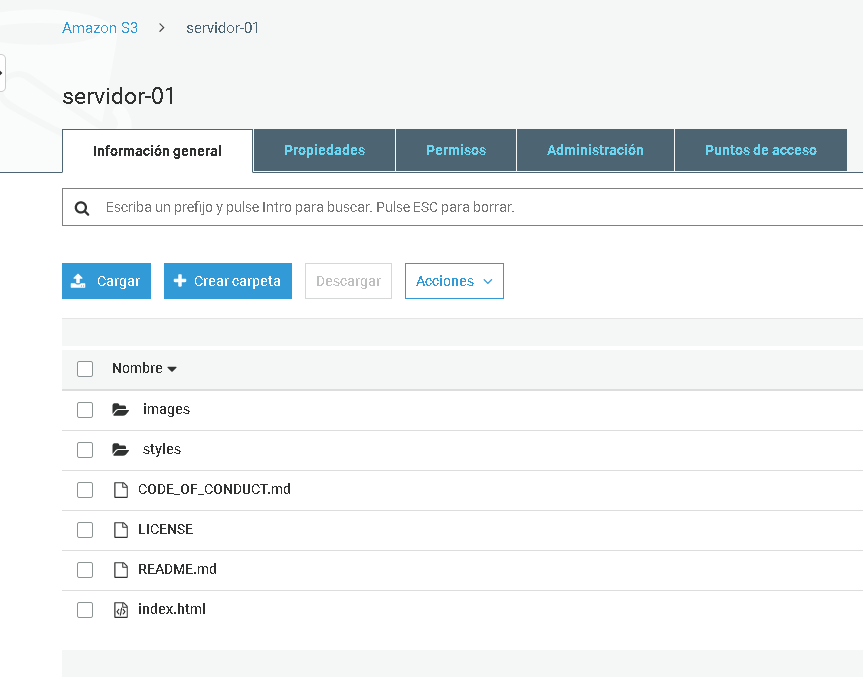 Amazon S3 > servidor-01
servidor-01
Información general Propiedades Permisos Administración Puntos de acceso
Escriba un prefijo y pulse Intro para buscar. Pulse ESC para borrar.
Cargar Crear carpeta Descargar Acciones
Nombre
images
styles
CODE_OF_CONDUCT.md
LICENSE
README.md
index.html